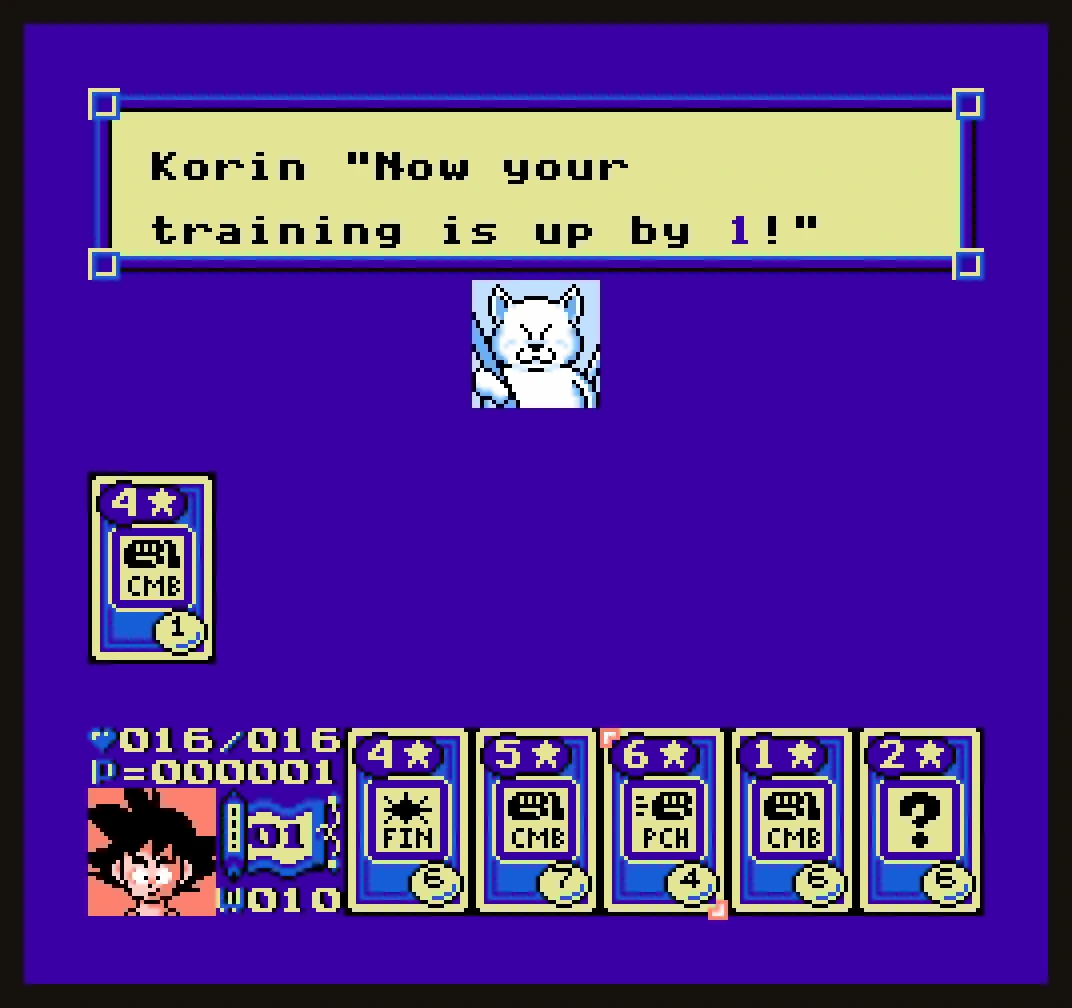 Korin "Now your
training is up by 1!"
4★
CMB
1
016/016
P=000001
01
W010
4★ 5★ 6★ 1★ 2★
FIN CMB PCH CMB ?
6 7 4 6 6